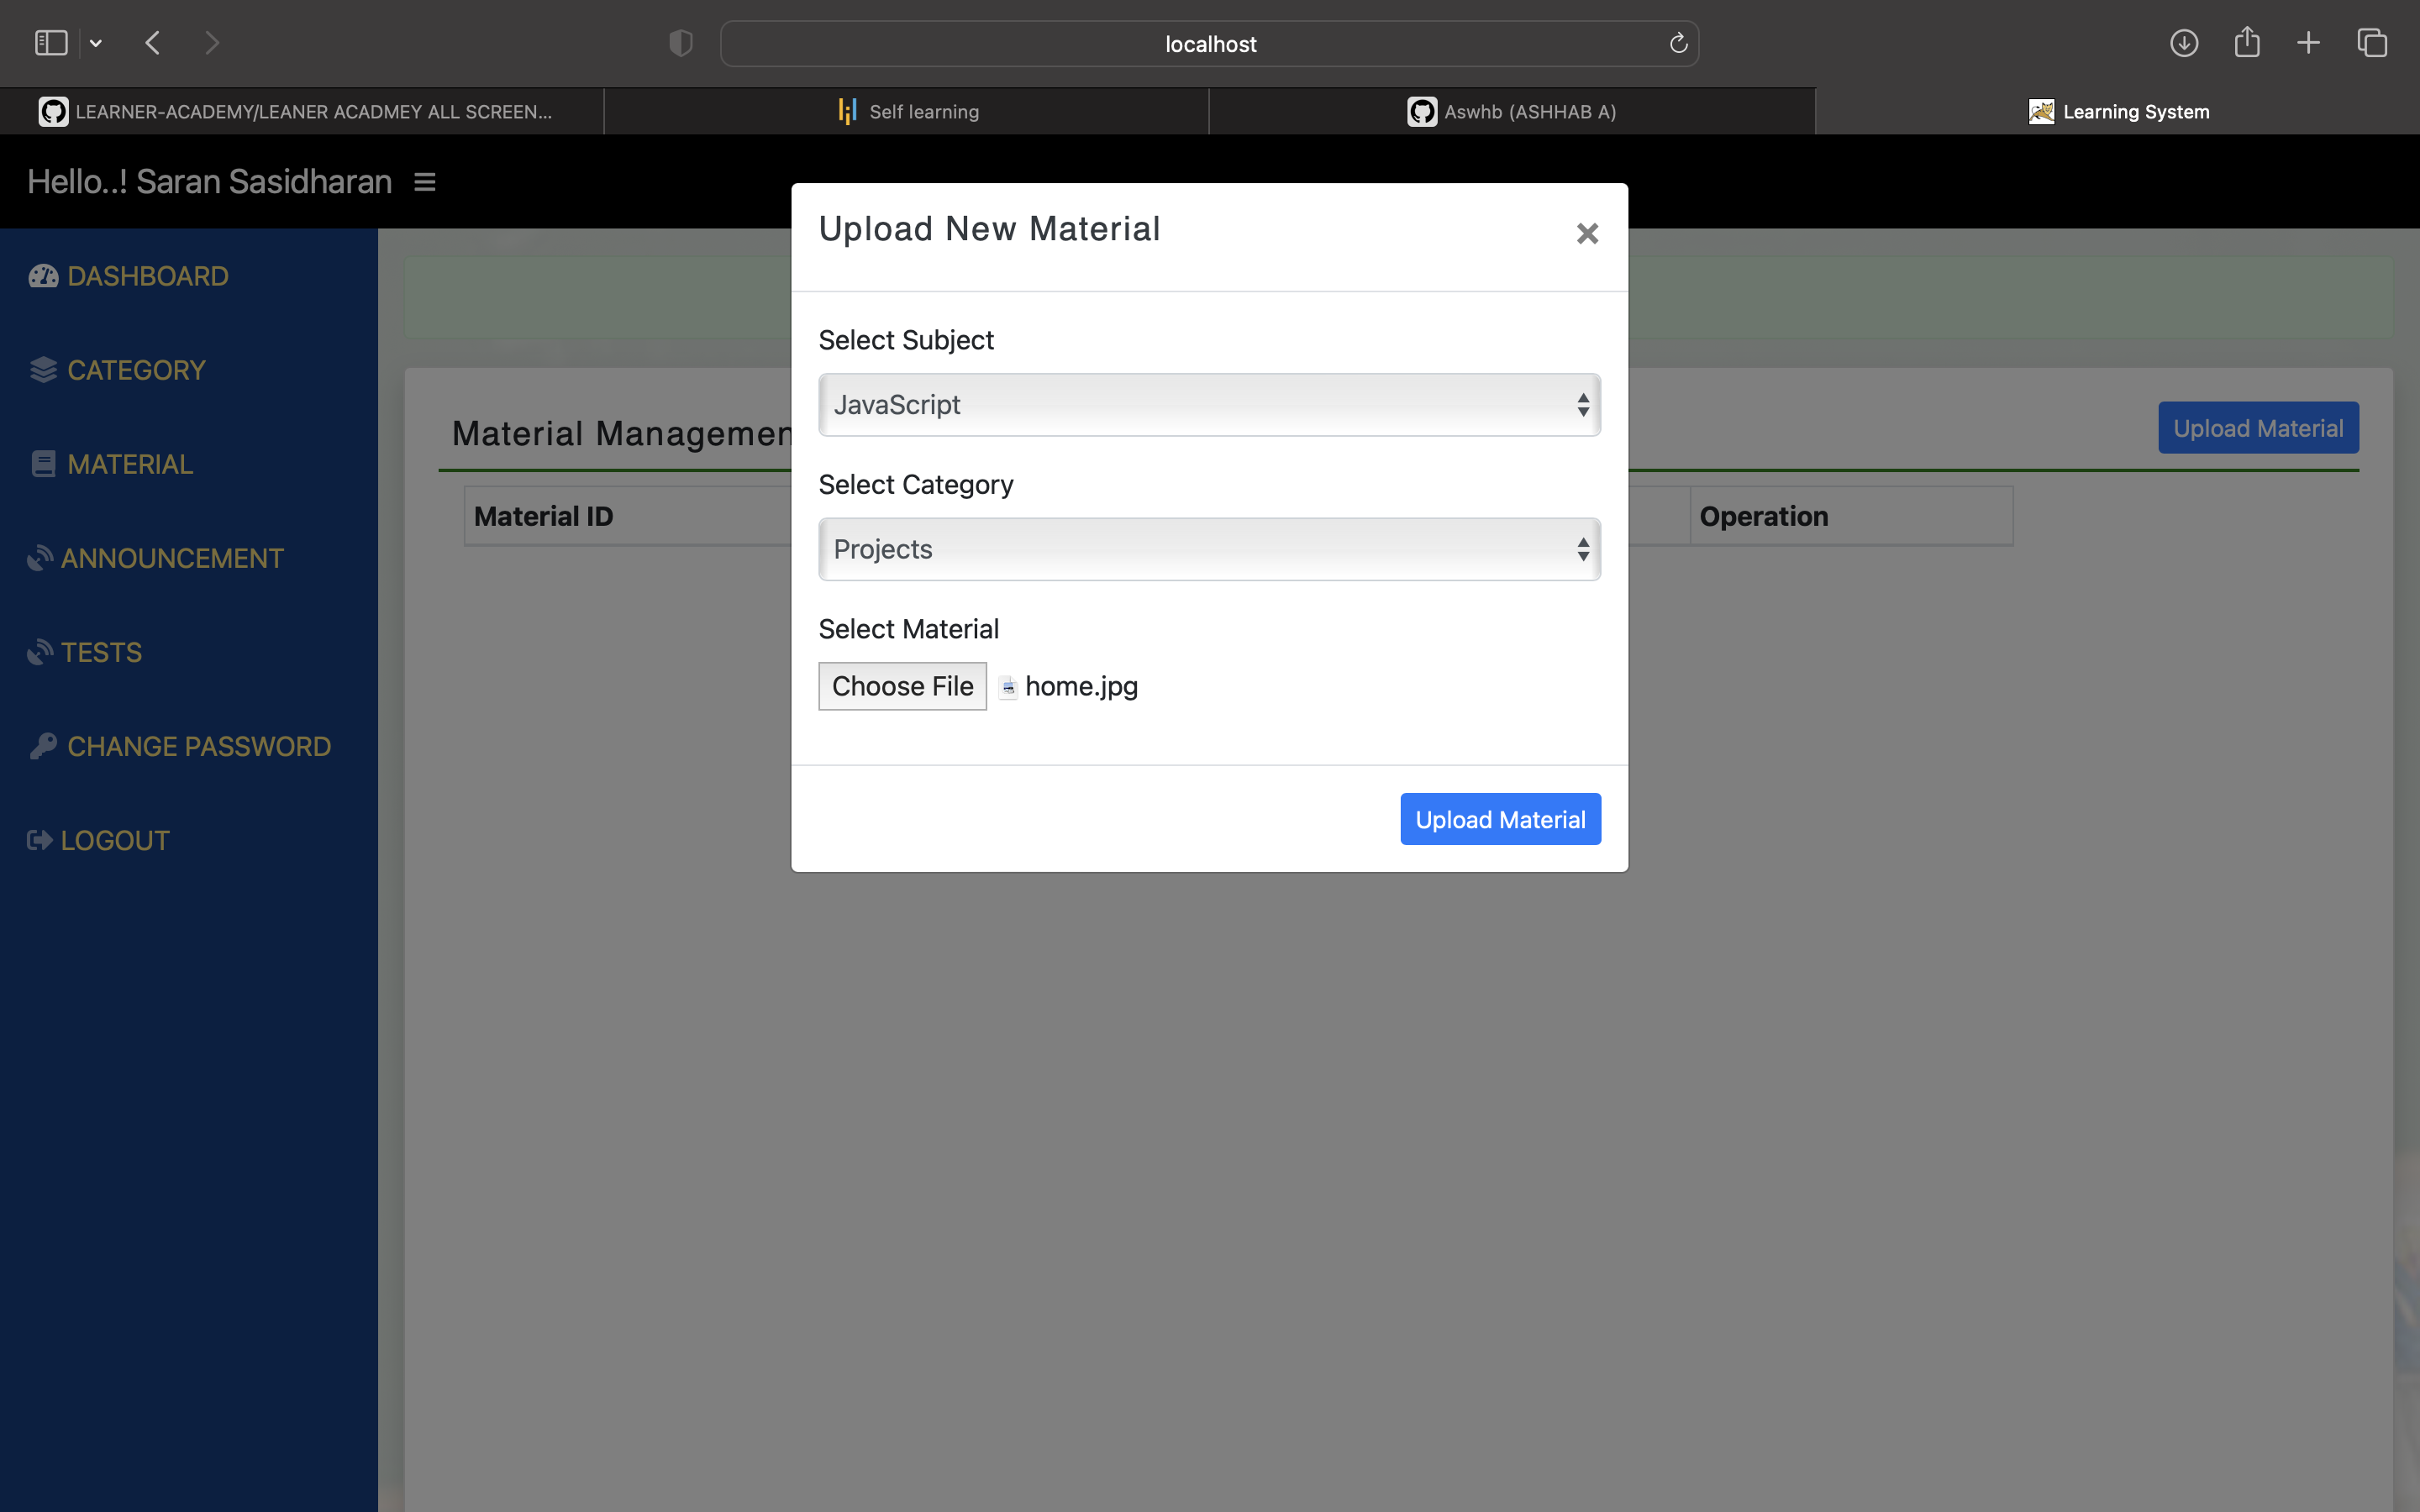 localhost
LEARNER-ACADEMY/LEANER ACADMEY ALL SCREEN...
Self learning
Aswhb (ASHHAB A)
Learning System
Hello..! Saran Sasidharan
Upload New Material
DASHBOARD
CATEGORY
MATERIAL
ANNOUNCEMENT
TESTS
CHANGE PASSWORD
LOGOUT
Material Managemen
Upload Material
Material ID
Operation
Select Subject
JavaScript
Select Category
Projects
Select Material
Choose File home.jpg
Upload Material